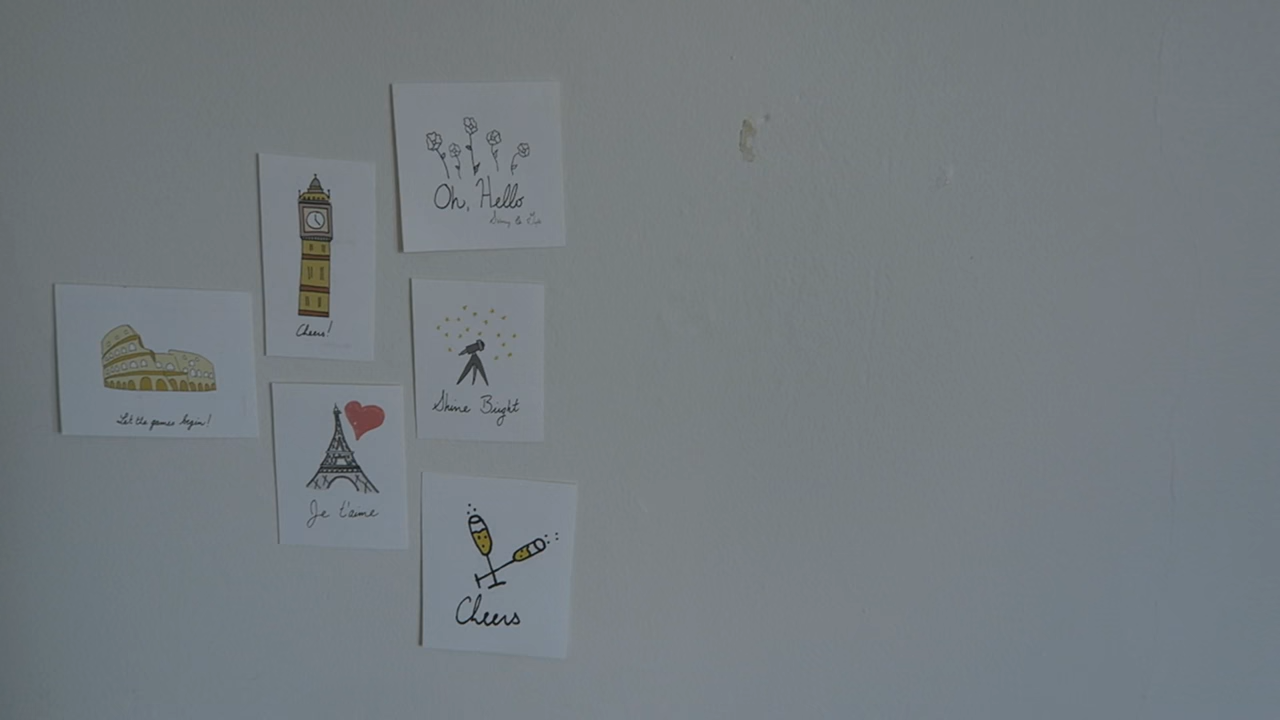 Oh, Hello
Cheers!
Let the games begin!
Shine Bright
Je t'aime
Cheers